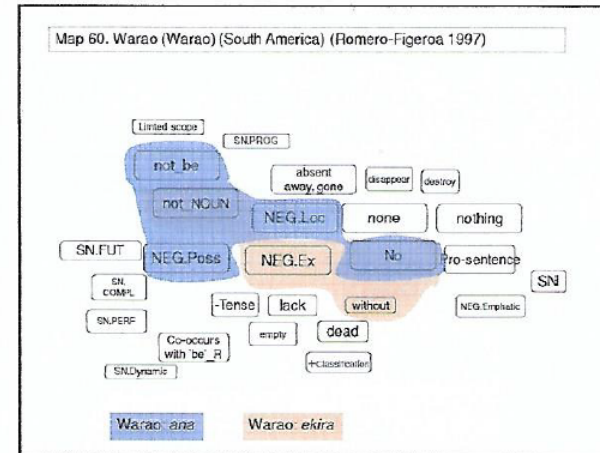 Map 60. Warao (Warao) (South America) (Romero-Figeroa 1997)
Limted scope
SN.PROG
not_be
absent
away, gone
disappear
destroy
not_NOUN
NEG.Loc
none
nothing
SN.FUT
NEG.Poss
NEG.Ex
No
Pro-sentence
SN.
COMPL
SN
-Tense
lack
without
NEG.Emphatic
SN.PERF
empty
dead
Co-occurs
with 'be'_R
SN.Dynamic
+Classification
Warao: ana
Warao: ekira